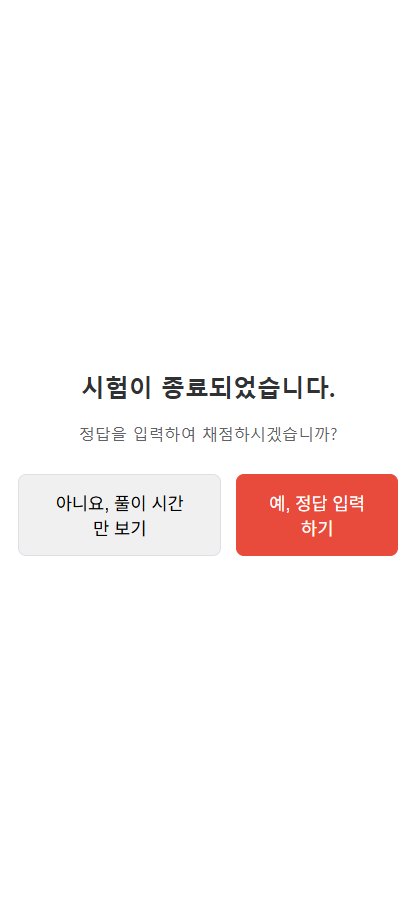 시험이 종료되었습니다.
정답을 입력하여 채점하시겠습니까?
아니요, 풀이 시간
만 보기
예, 정답 입력
하기